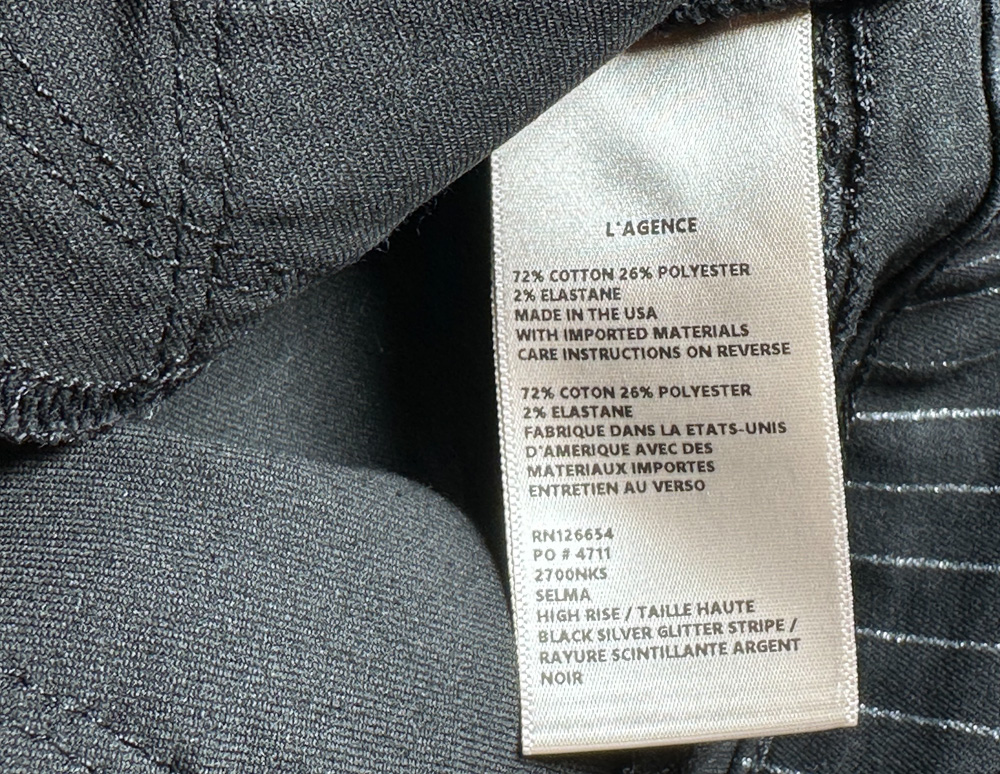 L'AGENCE
72% COTTON 26% POLYESTER
2% ELASTANE
MADE IN THE USA
WITH IMPORTED MATERIALS
CARE INSTRUCTIONS ON REVERSE
72% COTON 26% POLYESTER
2% ELASTANE
FABRIQUE DANS LA ETATS-UNIS
D'AMERIQUE AVEC DES
MATERIAUX IMPORTES
ENTRETIEN AU VERSO
RN126654
PO # 4711
2700NKS
SELMA
HIGH RISE / TAILLE HAUTE
BLACK SILVER GLITTER STRIPE /
RAYURE SCINTILLANTE ARGENT
NOIR